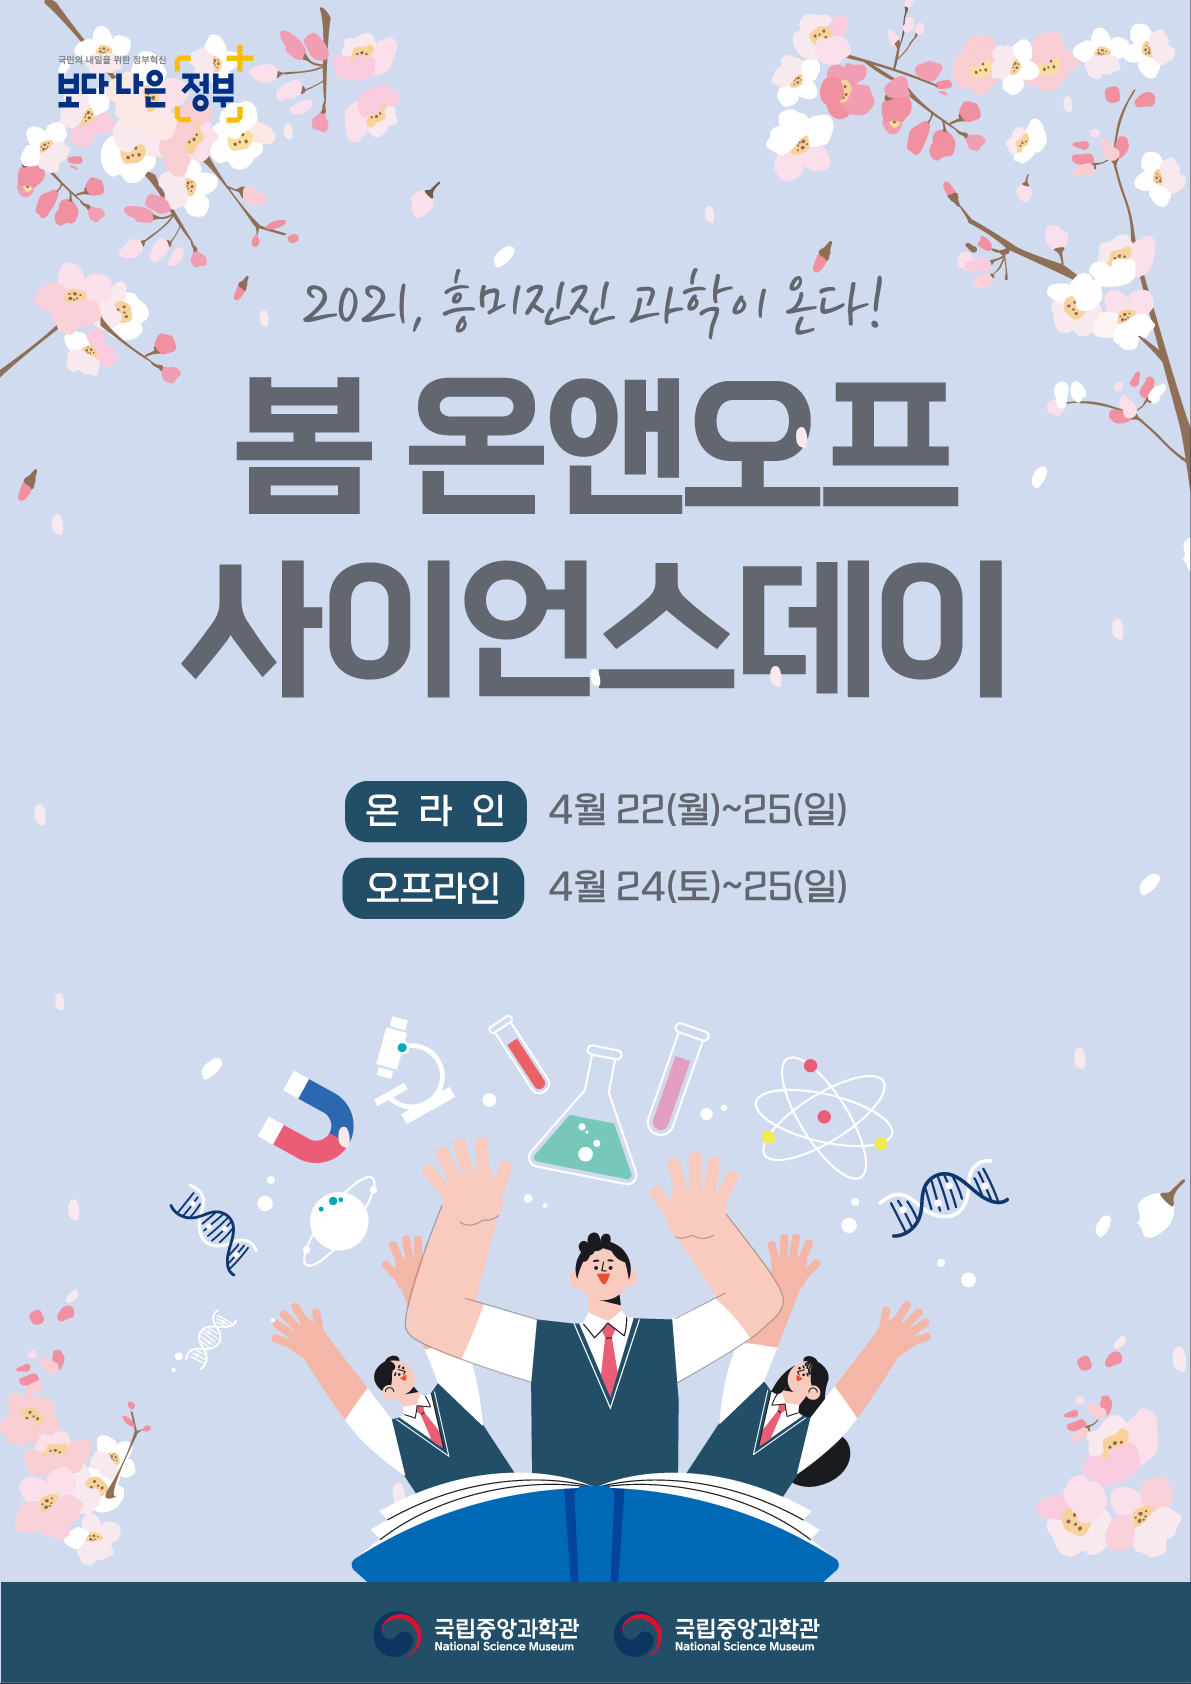 국민의 내일을 위한 정부혁신
보다 나은 정부
2021, 흥미진진 과학이 온다!
봄 온앤오프
사이언스데이
온 라 인 4월 22(월)~25(일)
오프라인 4월 24(토)~25(일)
국립중앙과학관 국립중앙과학관
National Science Museum National Science Museum